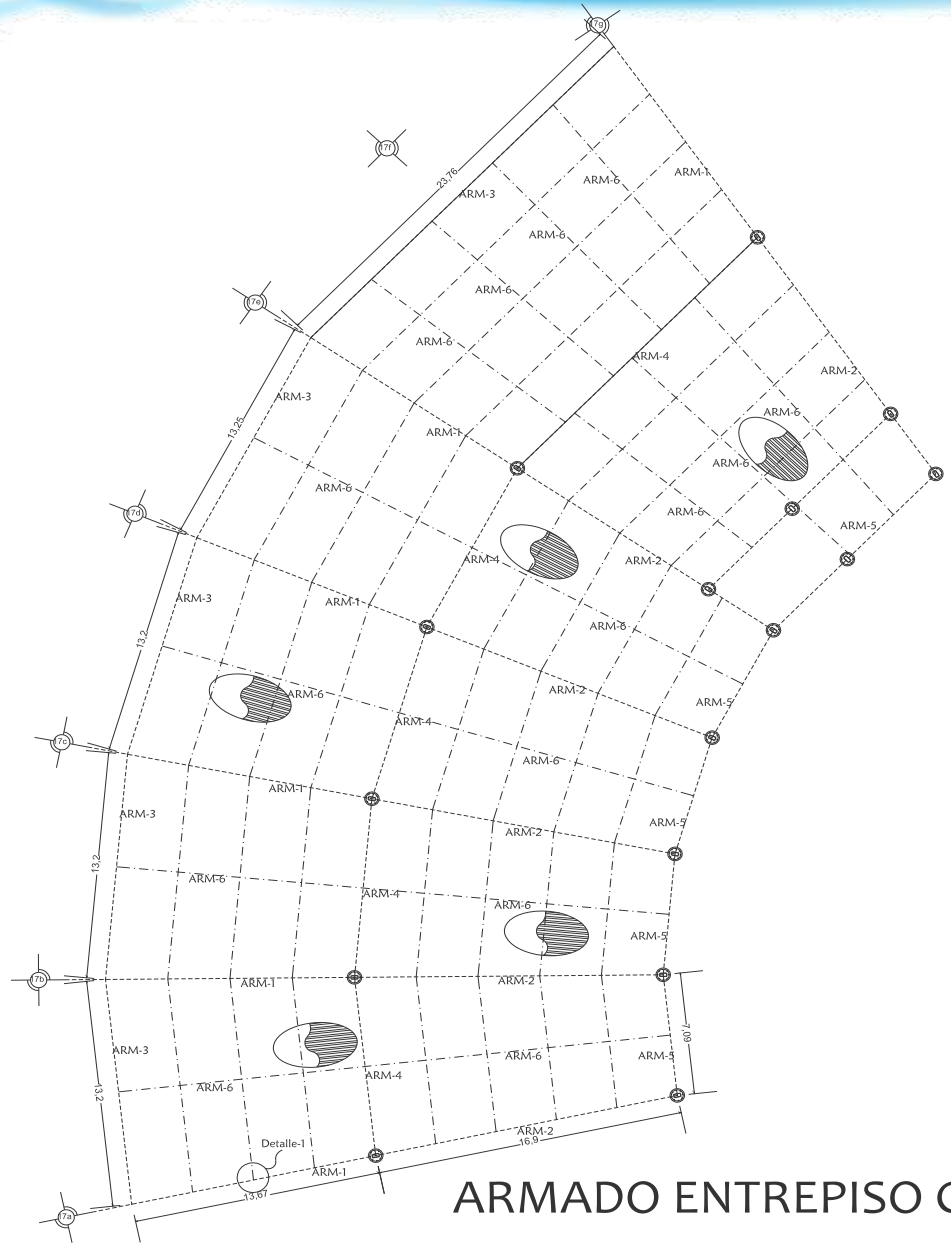 17g
17f
23,76
ARM-3
ARM-6
ARM-1
ARM-6
ARM-6
17e
ARM-6
ARM-4
ARM-2
ARM-3
ARM-6
13,25
ARM-1
ARM-6
ARM-6
ARM-6
17d
ARM-5
ARM-4
ARM-2
ARM-3
ARM-1
ARM-6
13,2
ARM-6
ARM-2
ARM-5
ARM-4
17c
ARM-6
ARM-1
ARM-3
ARM-5
ARM-2
13,2
ARM-6
ARM-4
ARM-6
ARM-5
17b
ARM-1
ARM-2
7,09
ARM-3
ARM-6
ARM-5
ARM-4
ARM-6
13,2
Detalle-1
ARM-2
16,9
ARM-1
13,67
17a
ARMADO ENTREPISO